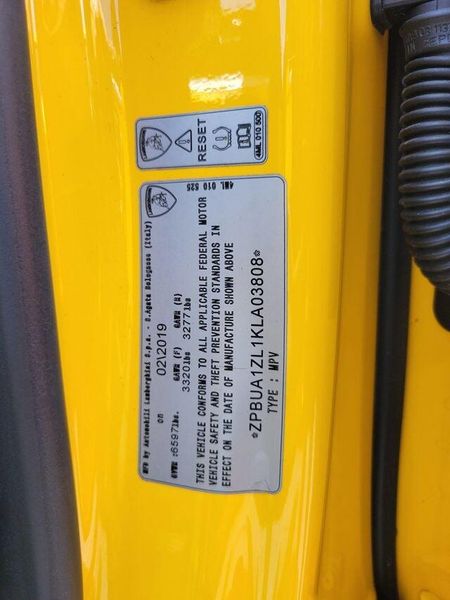 RESET
4ML 010 500
4ML 010 525
Mfd by Automobili Lamborghini S.p.a. - S.Agata Bolognese (Italy)
on 02\2019
GAWR (F) GAWR (R)
GVWR :6597lbs. 3320lbs 3277lbs
THIS VEHICLE CONFORMS TO ALL APPLICABLE FEDERAL MOTOR
VEHICLE SAFETY AND THEFT PREVENTION STANDARDS IN
EFFECT ON THE DATE OF MANUFACTURE SHOWN ABOVE
*ZPBUA1ZL1KLA03808*
TYPE : MPV